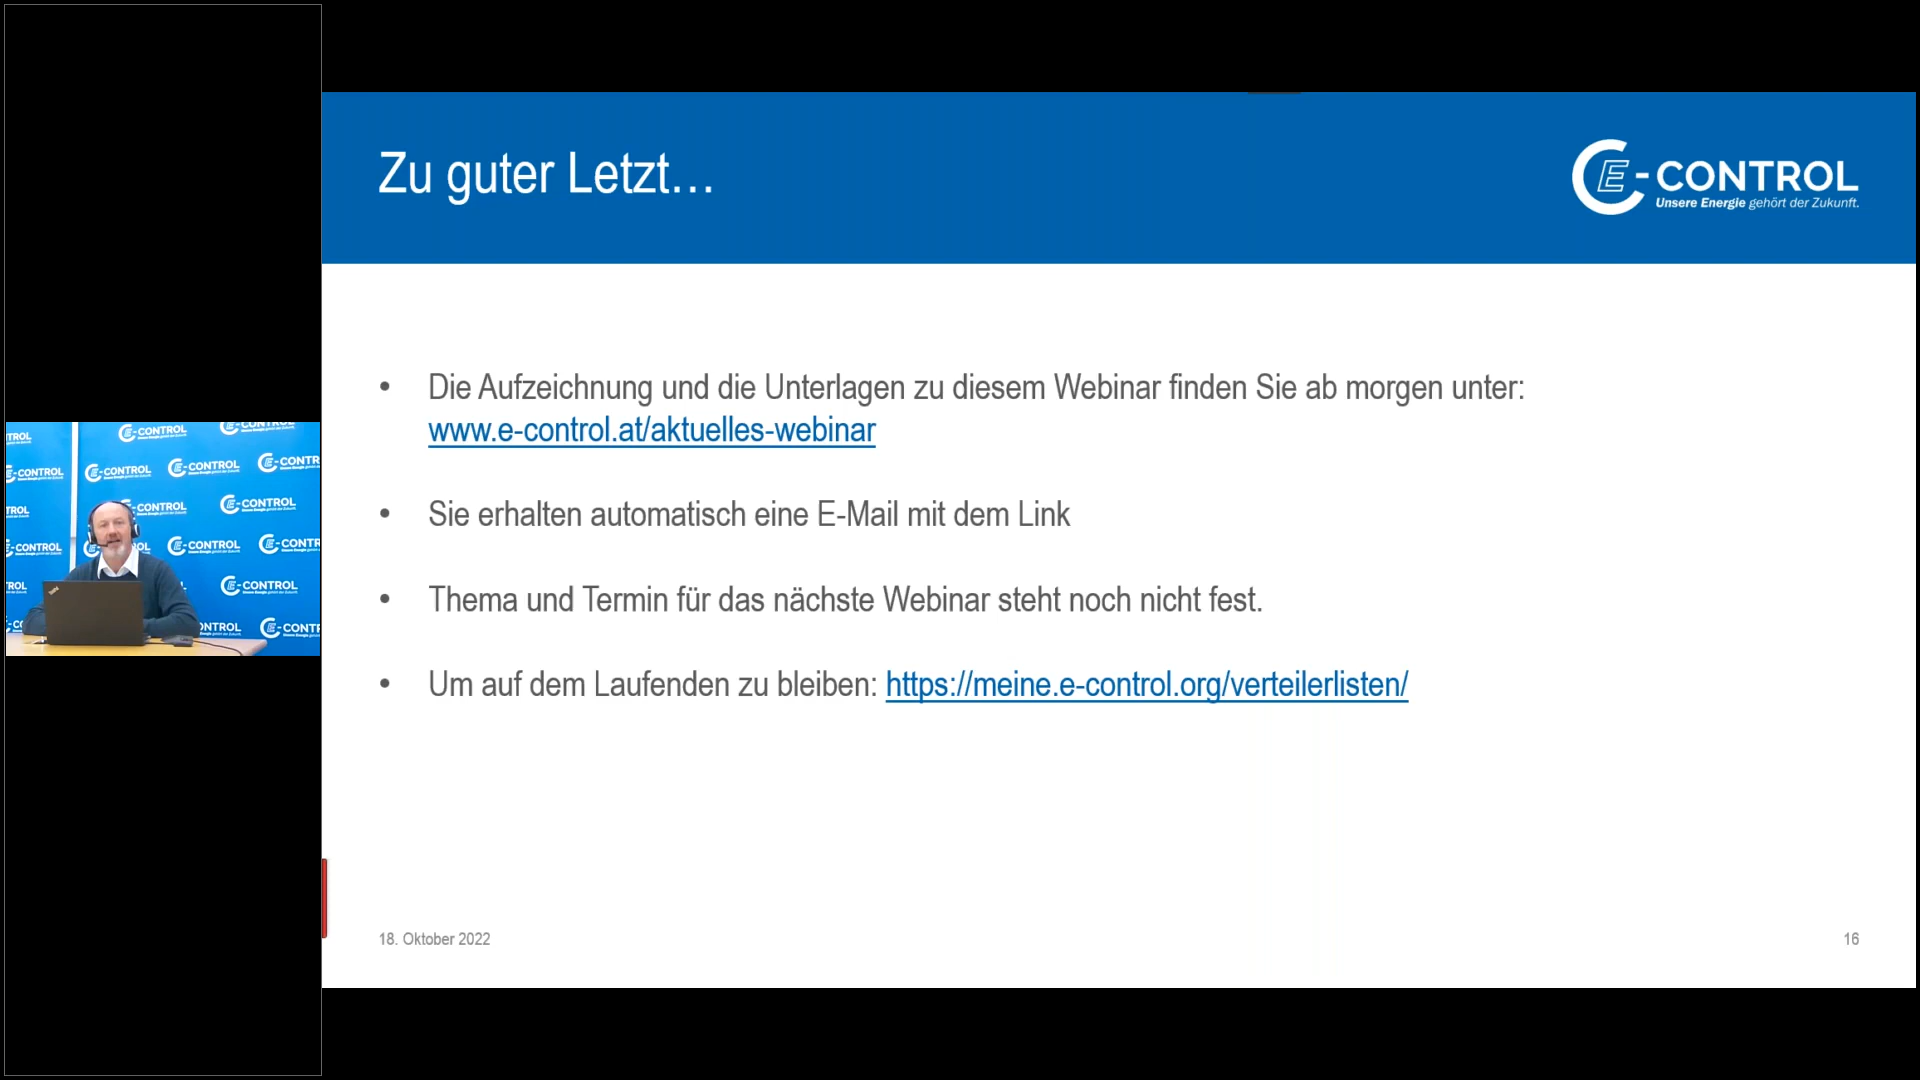 Zu guter Letzt...
E-CONTROL
Unsere Energie gehört der Zukunft.
• Die Aufzeichnung und die Unterlagen zu diesem Webinar finden Sie ab morgen unter:
www.e-control.at/aktuelles-webinar
• Sie erhalten automatisch eine E-Mail mit dem Link
• Thema und Termin für das nächste Webinar steht noch nicht fest.
• Um auf dem Laufenden zu bleiben: https://meine.e-control.org/verteilerlisten/
18. Oktober 2022
16